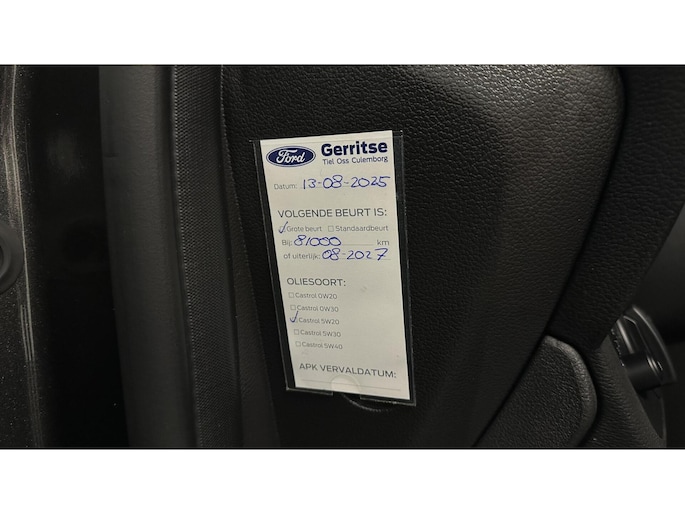 Ford Gerritse
Tiel Oss Culemborg
Datum: 13-08-2025
VOLGENDE BEURT IS:
Grote beurt Standaardbeurt
Bij: 81000 km
of uiterlijk: 08-2027
OLIESOORT:
Castrol 0W20
Castrol 0W30
Castrol 5W20
Castrol 5W30
Castrol 5W40
APK VERVALDATUM: